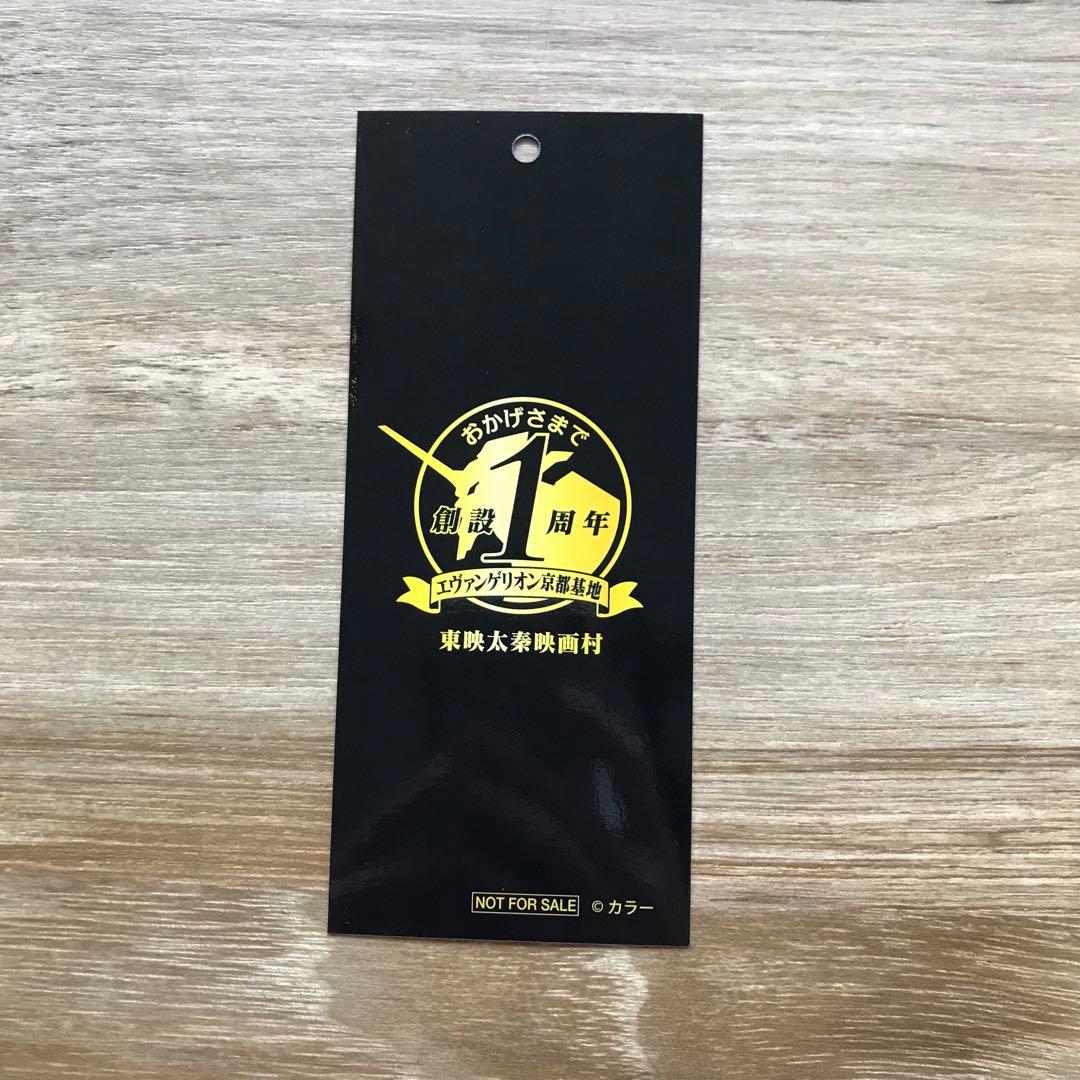 おかげさまで
創設1周年
エヴァンゲリオン京都基地
東映太秦映画村
NOT FOR SALE © カラー